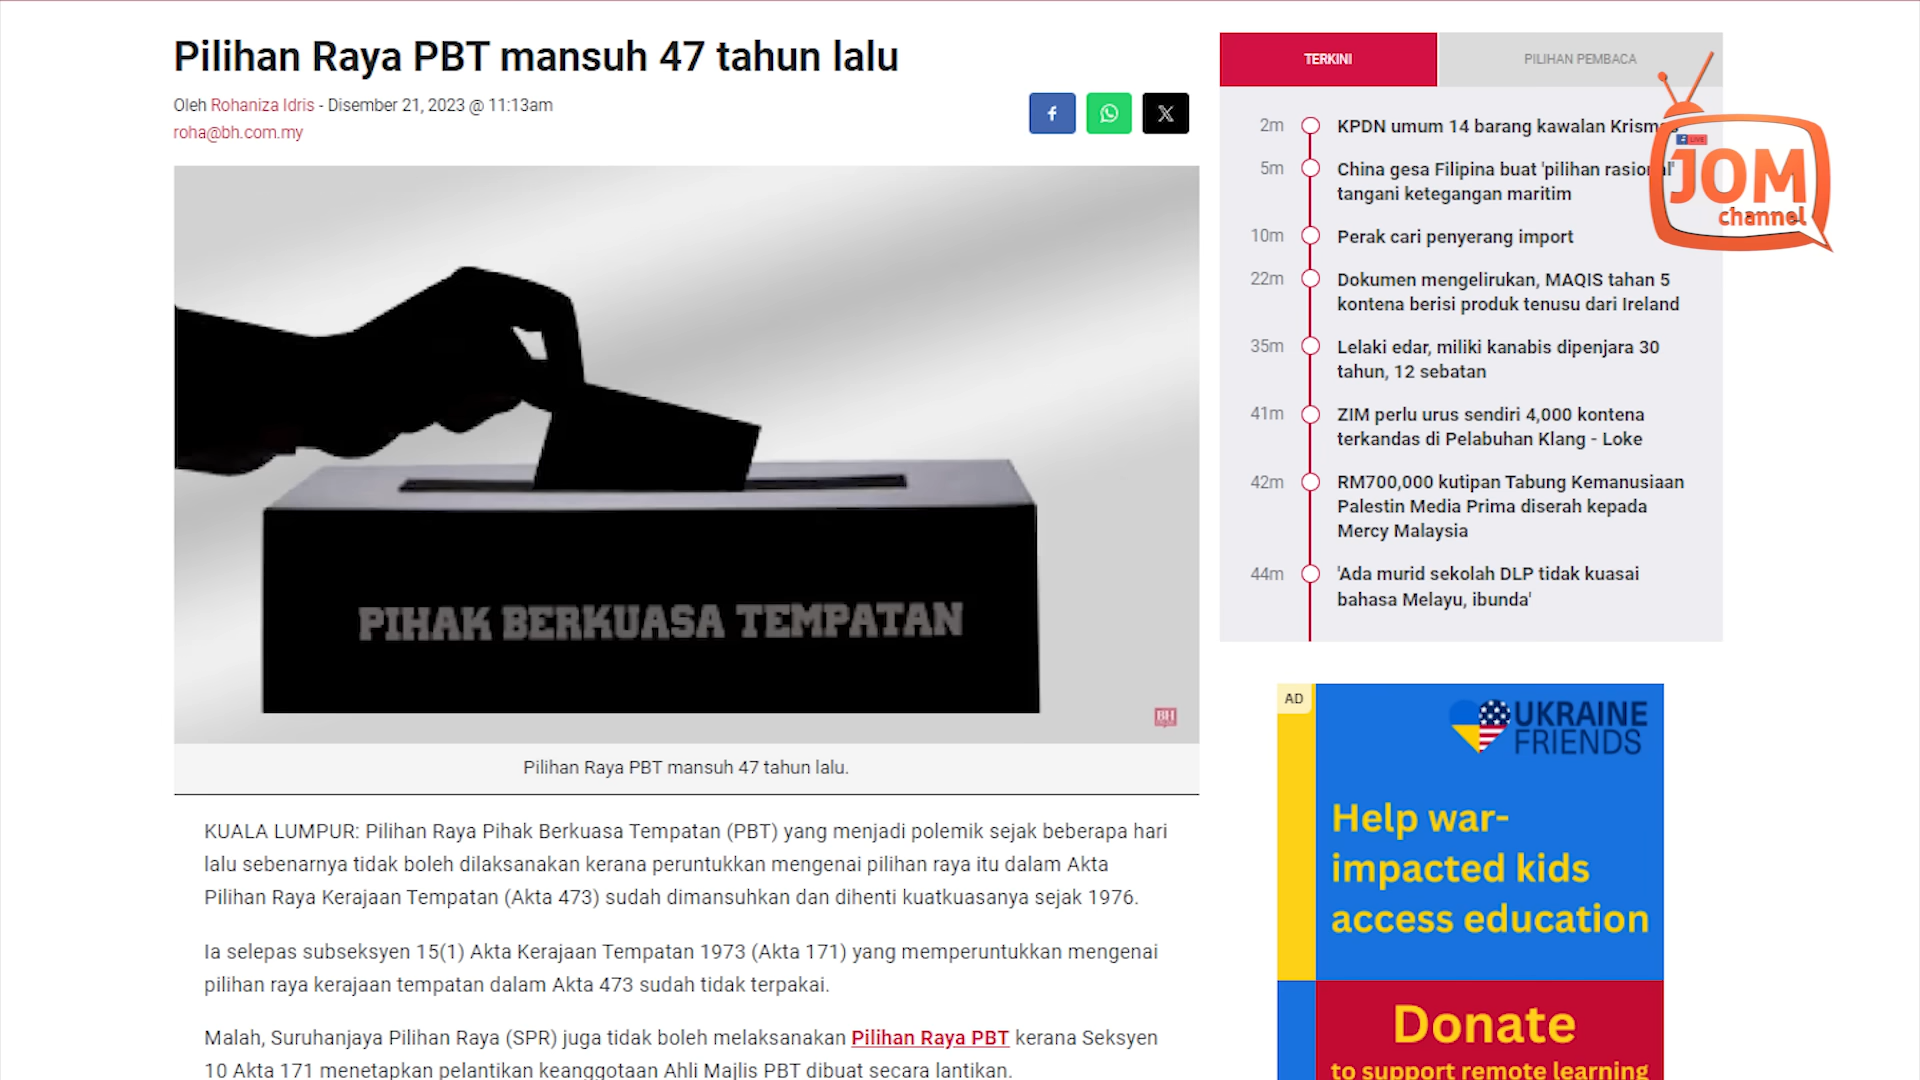 Pilihan Raya PBT mansuh 47 tahun lalu
Oleh Rohaniza Idris - Disember 21, 2023 @ 11:13am
roha@bh.com.my
PIHAK BERKUASA TEMPATAN
BH
Pilihan Raya PBT mansuh 47 tahun lalu.
KUALA LUMPUR: Pilihan Raya Pihak Berkuasa Tempatan (PBT) yang menjadi polemik sejak beberapa hari
lalu sebenarnya tidak boleh dilaksanakan kerana peruntukkan mengenai pilihan raya itu dalam Akta
Pilihan Raya Kerajaan Tempatan (Akta 473) sudah dimansuhkan dan dihenti kuatkuasanya sejak 1976.
Ia selepas subseksyen 15(1) Akta Kerajaan Tempatan 1973 (Akta 171) yang memperuntukkan mengenai
pilihan raya kerajaan tempatan dalam Akta 473 sudah tidak terpakai.
Malah, Suruhanjaya Pilihan Raya (SPR) juga tidak boleh melaksanakan Pilihan Raya PBT kerana Seksyen
10 Akta 171 menetapkan pelantikan keanggotaan Ahli Majlis PBT dibuat secara lantikan.
TERKINI
PILIHAN PEMBACA
2m KPDN umum 14 barang kawalan
5m China gesa Filipina buat 'pilihan rasional'
tangani ketegangan maritim
10m Perak cari penyerang import
22m Dokumen mengelirukan, MAQIS tahan 5
kontena berisi produk tenusu dari Ireland
35m Lelaki edar, miliki kanabis dipenjara 30
tahun, 12 sebatan
41m ZIM perlu urus sendiri 4,000 kontena
terkandas di Pelabuhan Klang - Loke
42m RM700,000 kutipan Tabung Kemanusiaan
Palestin Media Prima diserah kepada
Mercy Malaysia
44m 'Ada murid sekolah DLP tidak kuasai
bahasa Melayu, ibunda'
LIVE
JOM
channel
AD
UKRAINE
FRIENDS
Help war-
impacted kids
access education
Donate
to support remote learning